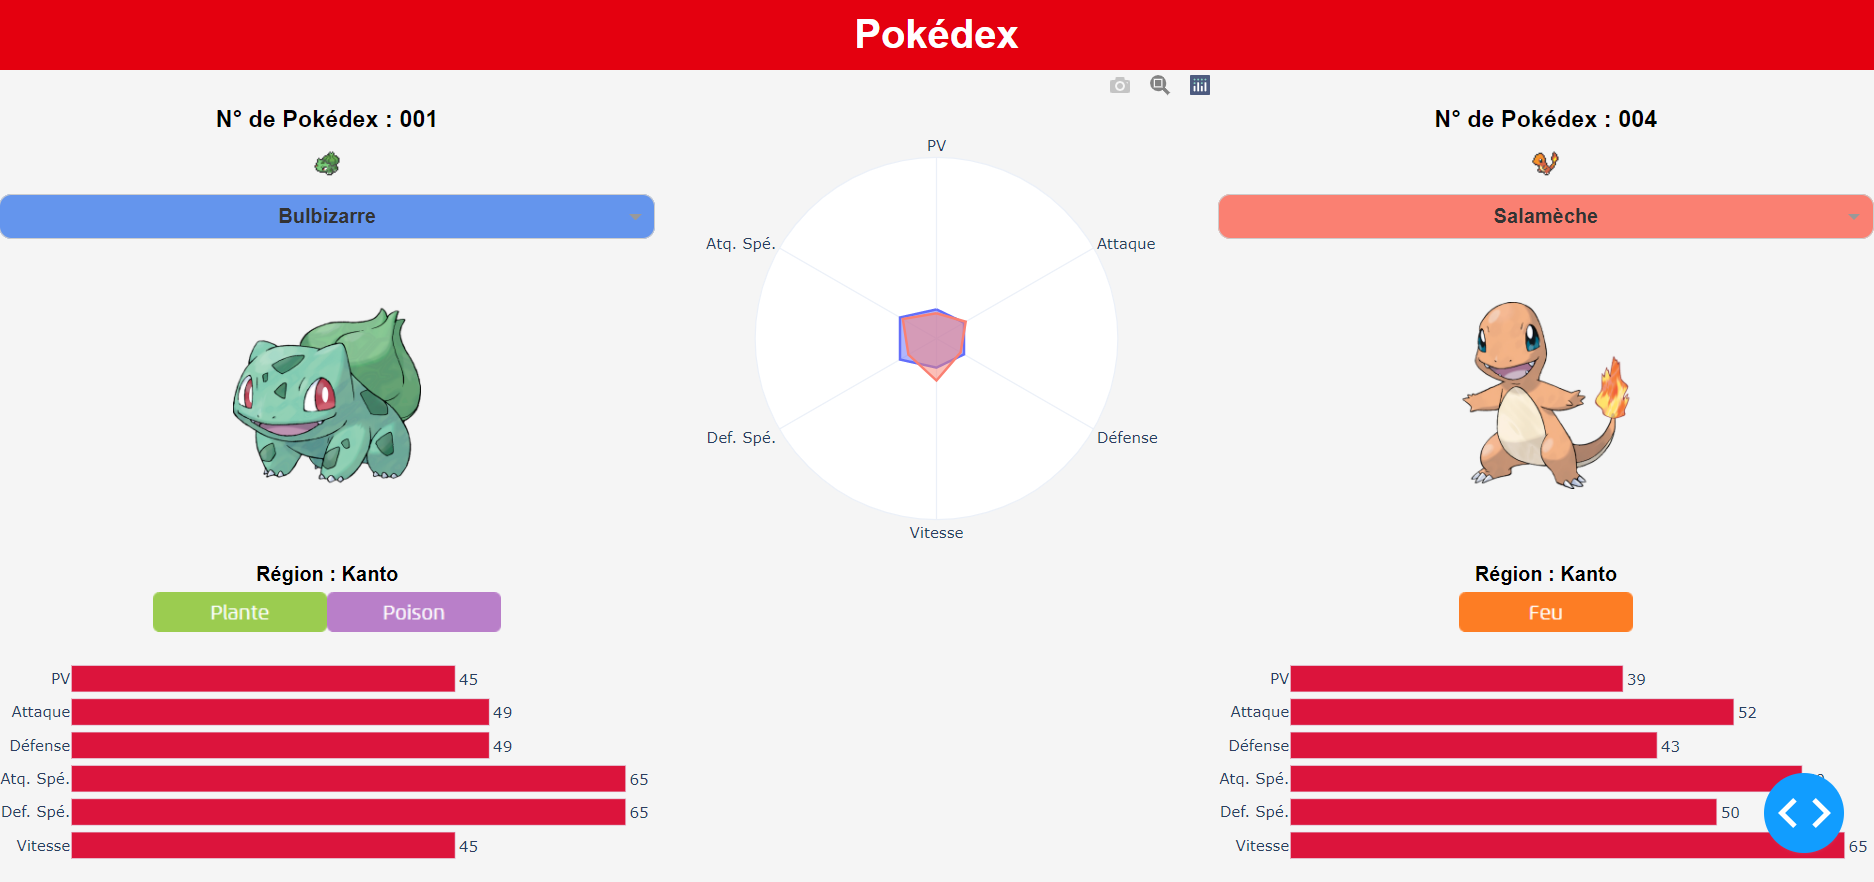 Pokédex
N° de Pokédex : 001
Bulbizarre
Région : Kanto
Plante
Poison
PV 45
Attaque 49
Défense 49
Atq. Spé. 65
Def. Spé. 65
Vitesse 45
PV
Attaque
Défense
Vitesse
Def. Spé.
Atq. Spé.
N° de Pokédex : 004
Salamèche
Région : Kanto
Feu
PV 39
Attaque 52
Défense 43
Atq. Spé.
Def. Spé. 50
Vitesse 65